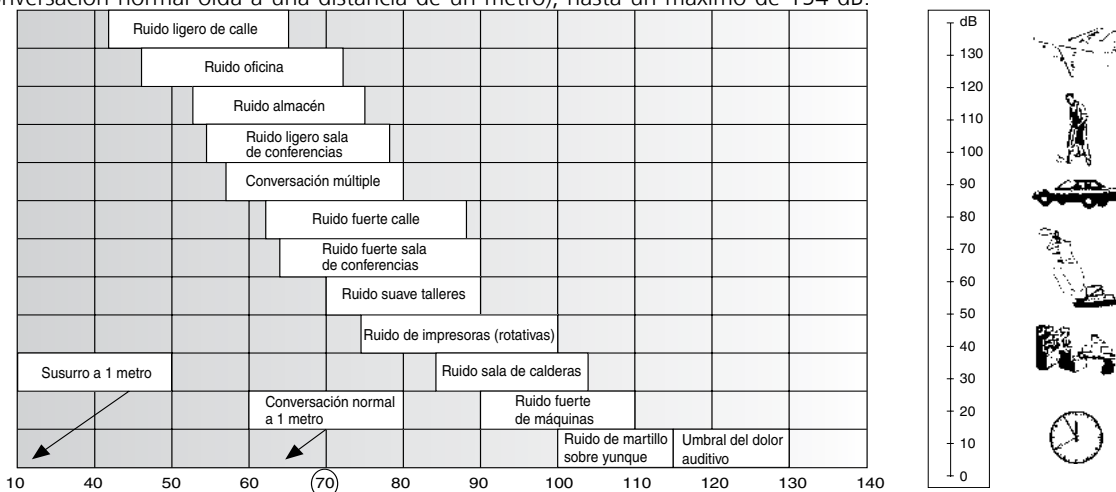 conversación normal oída a una distancia de un metro), hasta un máximo de 134 dB.
Ruido ligero de calle
Ruido oficina
Ruido almacén
Ruido ligero sala
de conferencias
Conversación múltiple
Ruido fuerte calle
Ruido fuerte sala
de conferencias
Ruido suave talleres
Ruido de impresoras (rotativas)
Susurro a 1 metro
Ruido sala de calderas
Conversación normal
a 1 metro
Ruido fuerte
de máquinas
Ruido de martillo
sobre yunque
Umbral del dolor
auditivo
10 40 50 60 70 80 90 100 110 120 130 140
dB
130
120
110
100
90
80
70
60
50
40
30
20
10
0